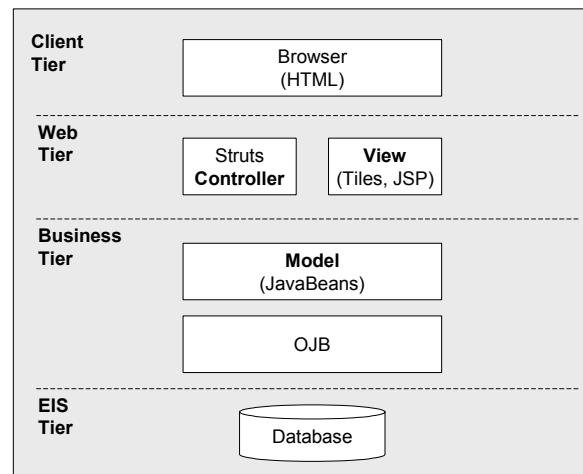 Client
Tier
Browser
(HTML)
Web
Tier
Struts
Controller
View
(Tiles, JSP)
Business
Tier
Model
(JavaBeans)
OJB
EIS
Tier
Database